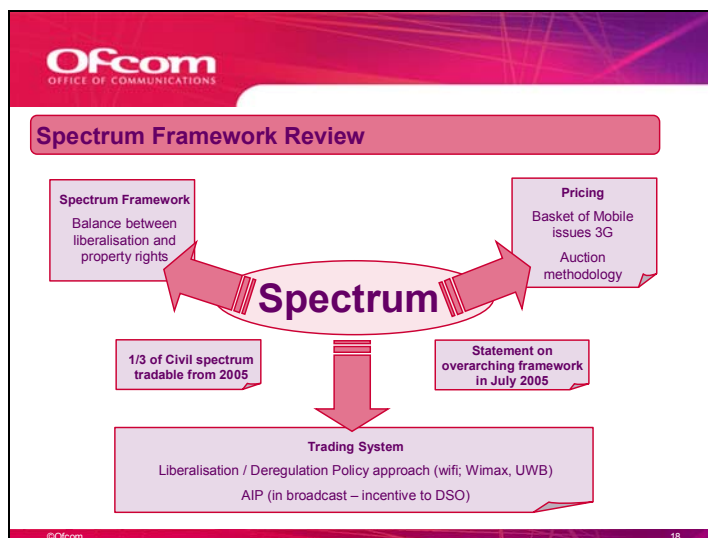 Ofcom
OFFICE OF COMMUNICATIONS
Spectrum Framework Review
Spectrum Framework
Balance between
liberalisation and
property rights
Pricing
Basket of Mobile
issues 3G
Auction
methodology
Spectrum
1/3 of Civil spectrum
tradable from 2005
Statement on
overarching framework
in July 2005
Trading System
Liberalisation / Deregulation Policy approach (wifi; Wimax, UWB)
AIP (in broadcast – incentive to DSO)
©Ofcom
18